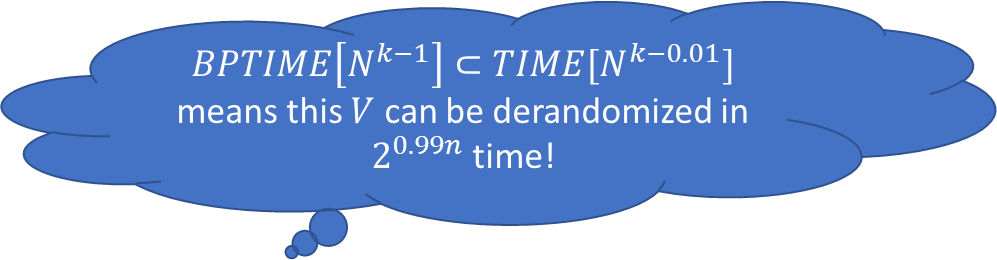 BPTIME[N^{k−1}] ⊂ TIME[N^{k−0.01}]
means this V can be derandomized in
2^{0.99n} time!